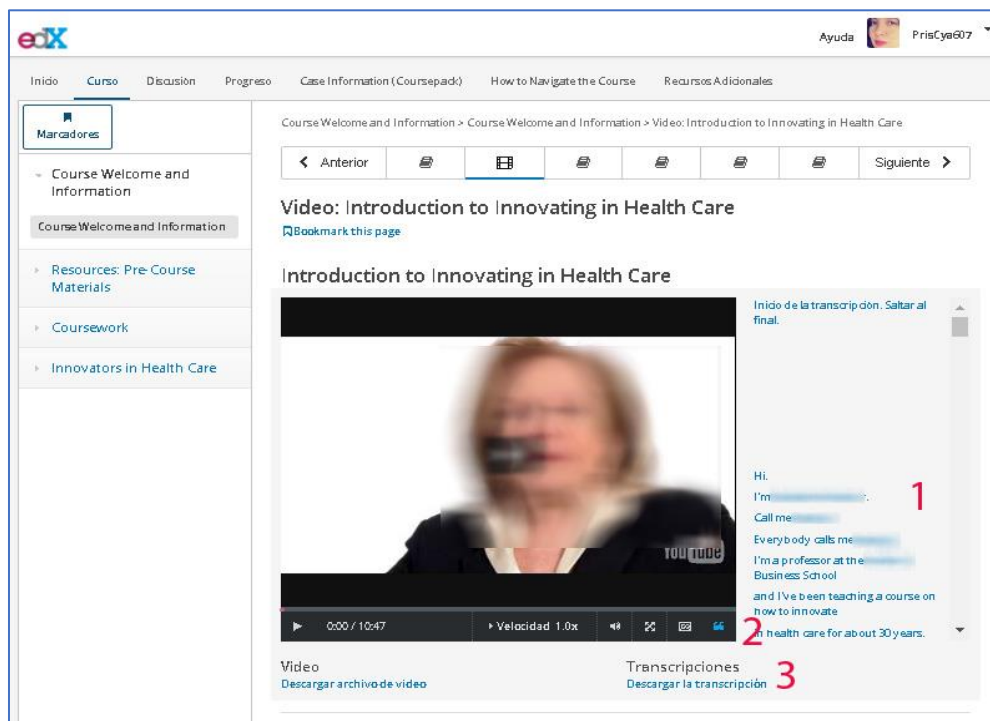 edX
Ayuda
PrisCya607
Inicio
Curso
Discusión
Progreso
Case Information (Coursepack)
How to Navigate the Course
Recursos Adicionales
Marcadores
Course Welcome and
Information
Course Welcome and Information
Resources: Pre-Course
Materials
Coursework
Innovators in Health Care
Course Welcome and Information > Course Welcome and Information > Video: Introduction to Innovating in Health Care
Anterior
Siguiente
Video: Introduction to Innovating in Health Care
Bookmark this page
Introduction to Innovating in Health Care
YouTube
0:00 / 10:47
Velocidad 1.0x
Inicio de la transcripción. Saltar al
final.
Hi.
I'm
Call me
Everybody calls me
I'm a professor at the
Business School
and I've been teaching a course on
how to innovate
in health care for about 30 years.
1
2
Video
Descargar archivo de video
Transcripciones
Descargar la transcripción
3